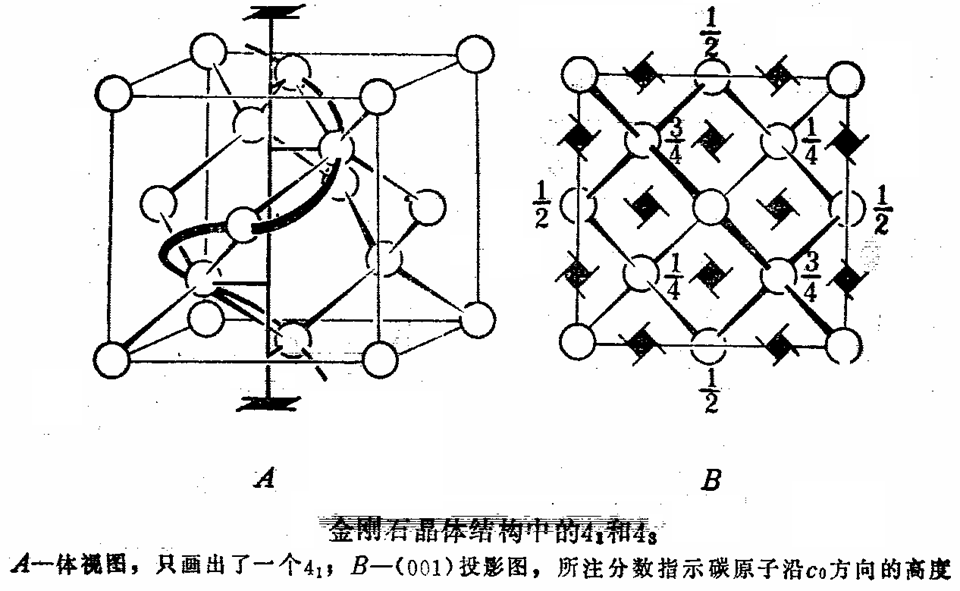 1/2
3/4
1/4
1/2
1/2
1/4
3/4
1/2
A
B
金刚石晶体结构中的4₁和4₃
A—体视图，只画出了一个4₁；B—(001)投影图，所注分数指示碳原子沿c₀方向的高度